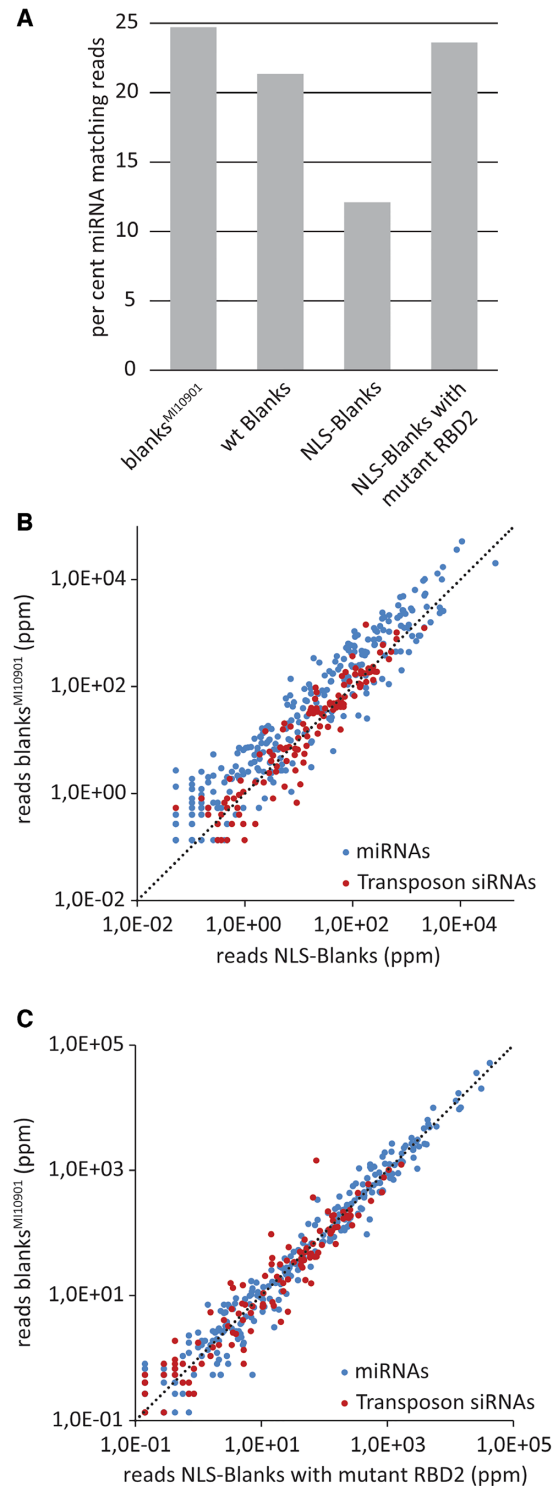 A
per cent miRNA matching reads
25
20
15
10
5
0
blanksMI10901
wt Blanks
NLS-Blanks
NLS-Blanks with
mutant RBD2
B
reads blanksMI10901 (ppm)
1,0E+04
1,0E+02
1,0E+00
1,0E-02
miRNAs
Transposon siRNAs
1,0E-02 1,0E+00 1,0E+02 1,0E+04
reads NLS-Blanks (ppm)
C
reads blanksMI10901 (ppm)
1,0E+05
1,0E+03
1,0E+01
1,0E-01
miRNAs
Transposon siRNAs
1,0E-01 1,0E+01 1,0E+03 1,0E+05
reads NLS-Blanks with mutant RBD2 (ppm)